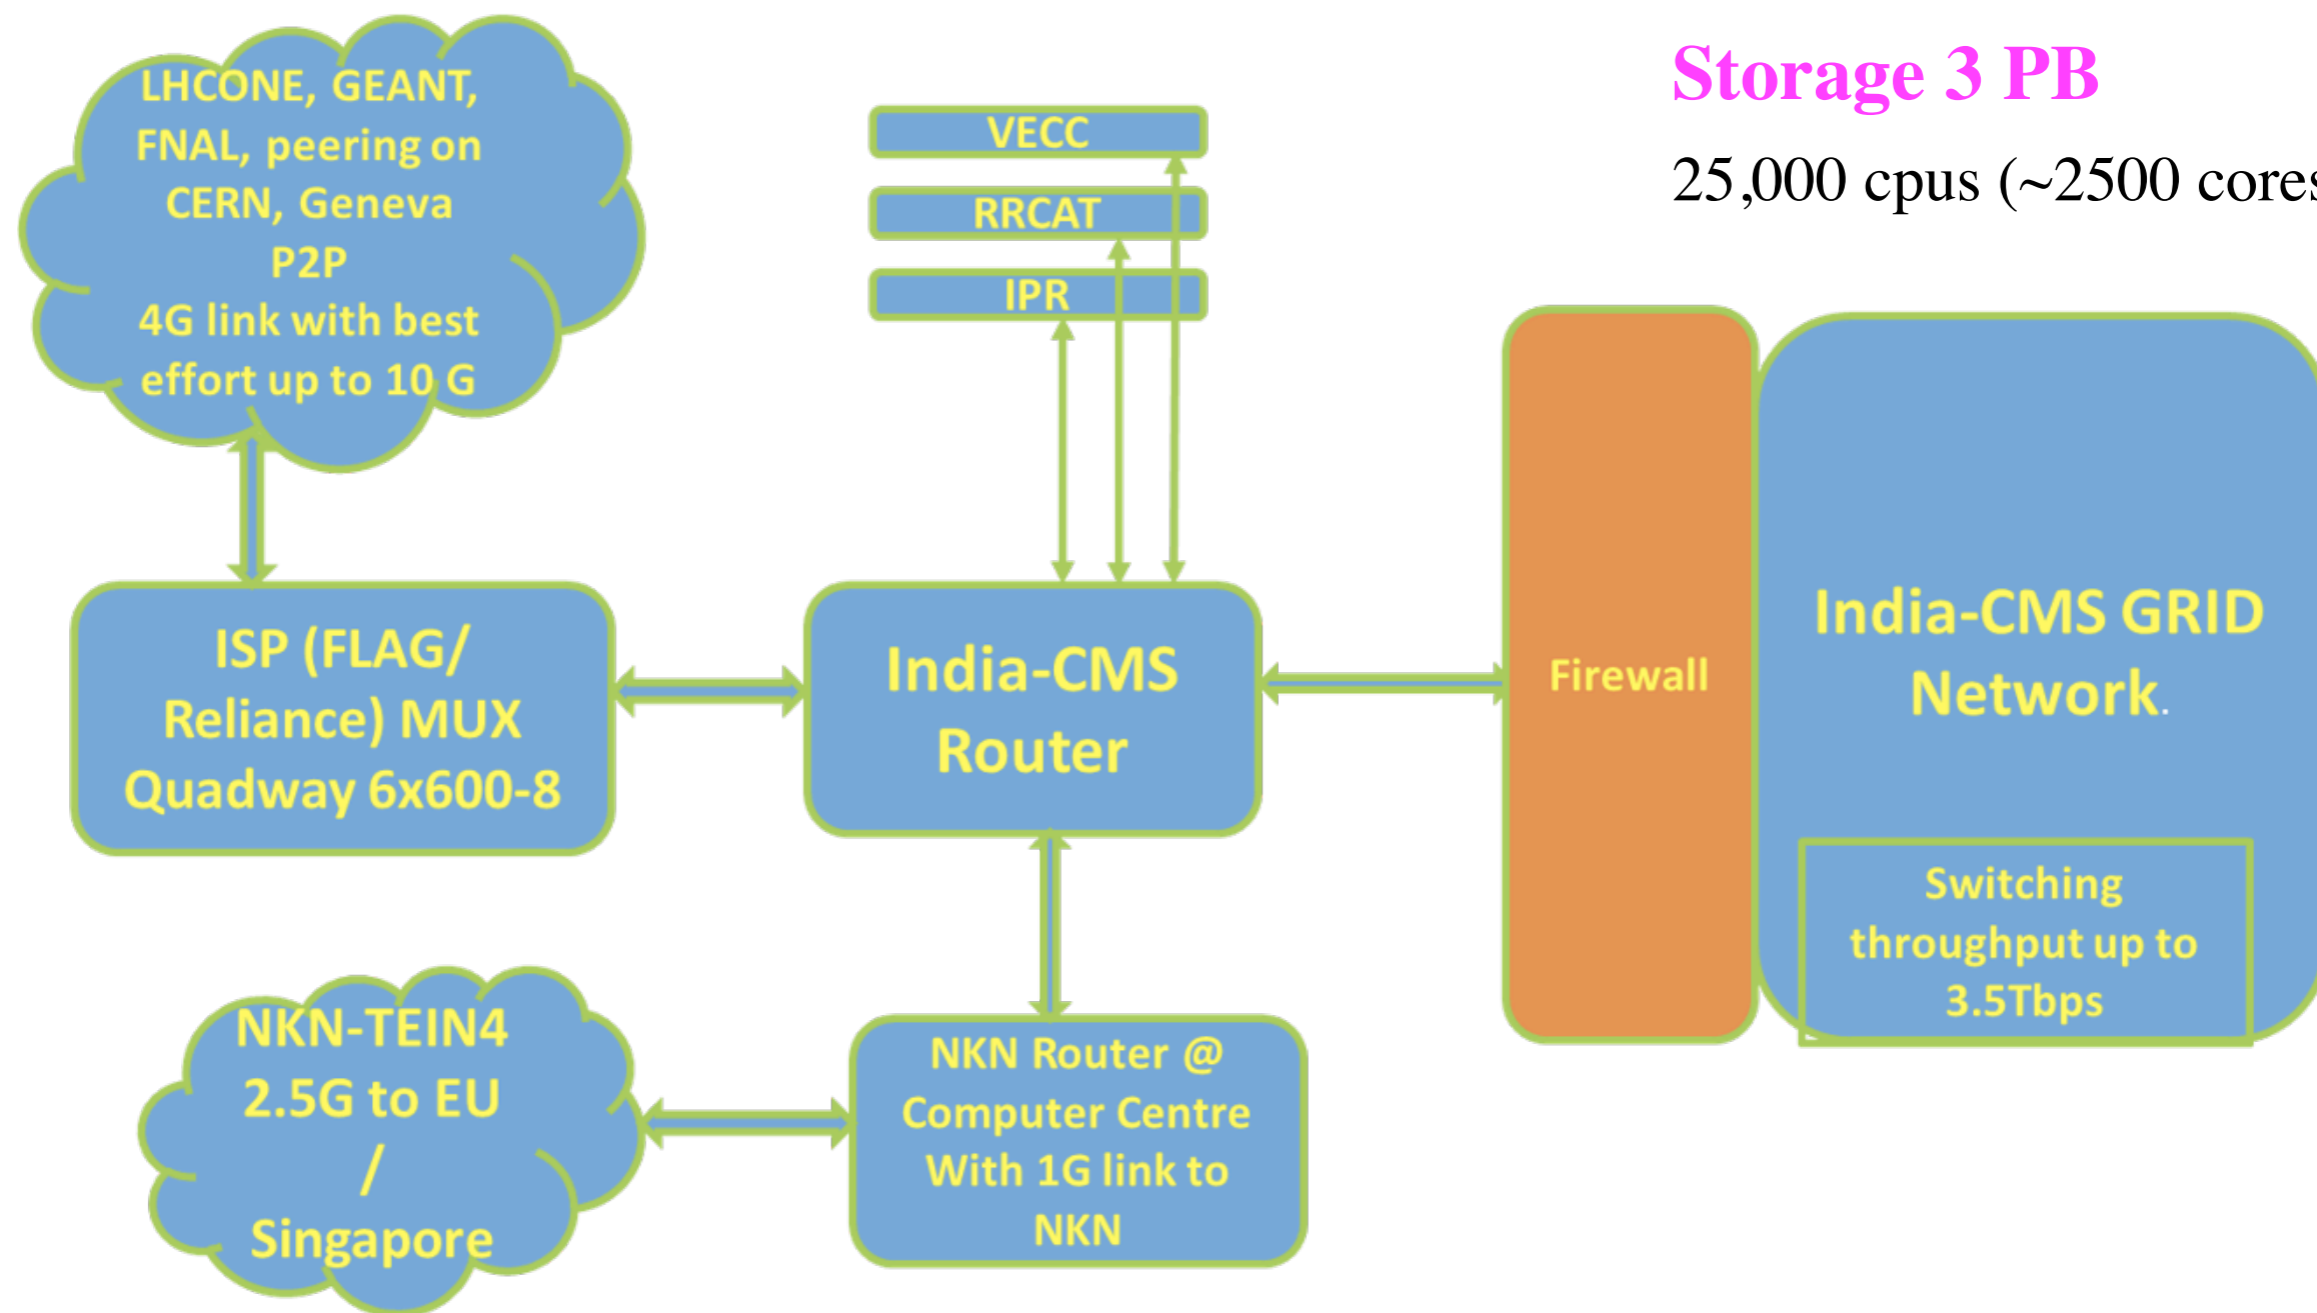 LHCONE, GEANT,
FNAL, peering on
CERN, Geneva
P2P
4G link with best
effort up to 10 G
VECC
RRCAT
IPR
Storage 3 PB
25,000 cpus (~2500 cores
ISP (FLAG/
Reliance) MUX
Quadway 6x600-8
India-CMS
Router
Firewall
India-CMS GRID
Network.
Switching
throughput up to
3.5Tbps
NKN-TEIN4
2.5G to EU
/
Singapore
NKN Router @
Computer Centre
With 1G link to
NKN